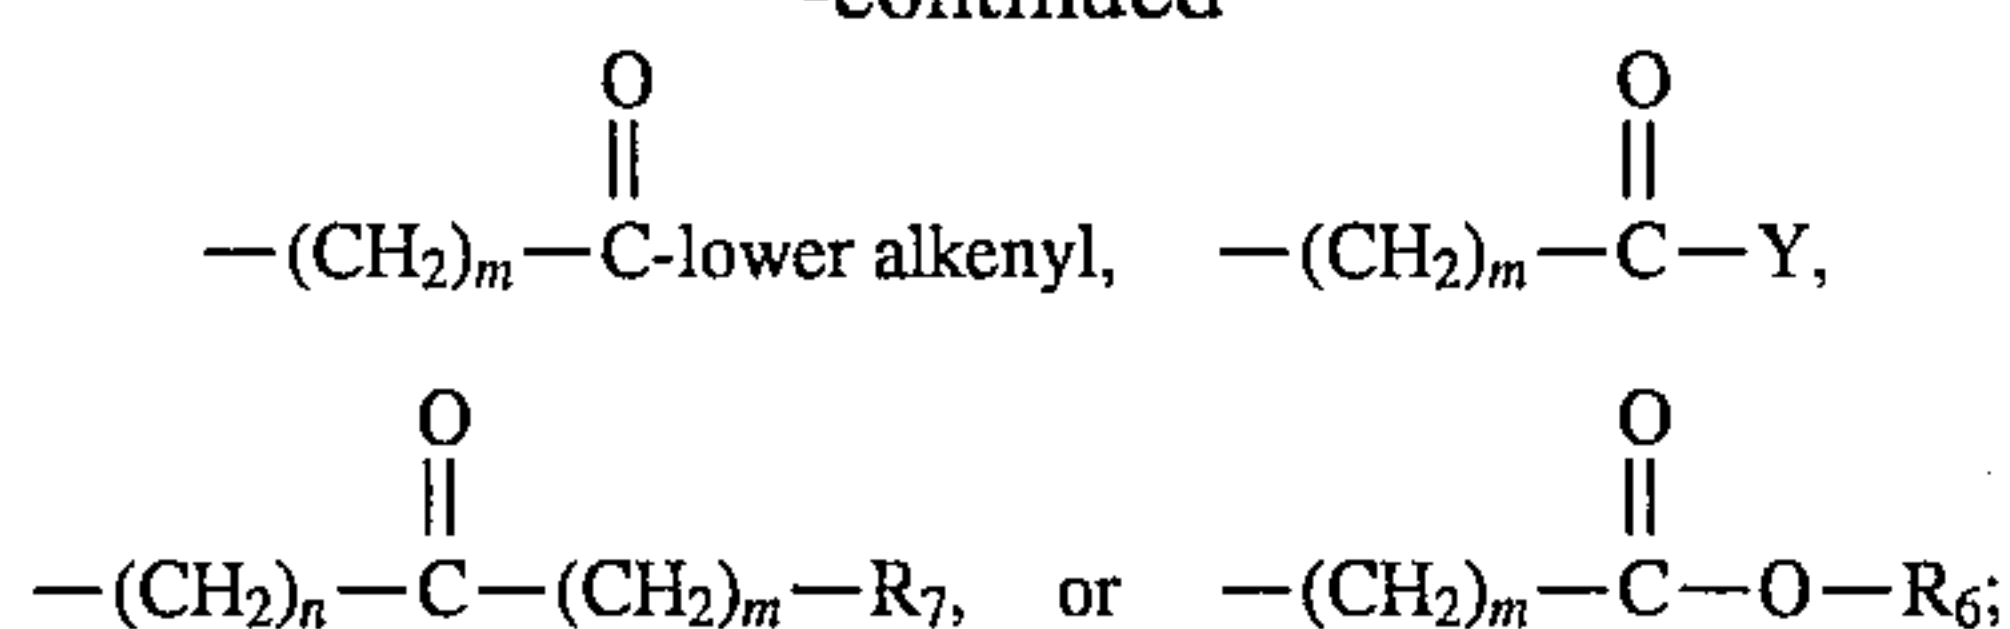 -continued
O O
|| ||
—(CH₂)ₘ—C-lower alkenyl, —(CH₂)ₘ—C—Y,
O O
|| ||
—(CH₂)ₙ—C—(CH₂)ₘ—R₇, or —(CH₂)ₘ—C—O—R₆;